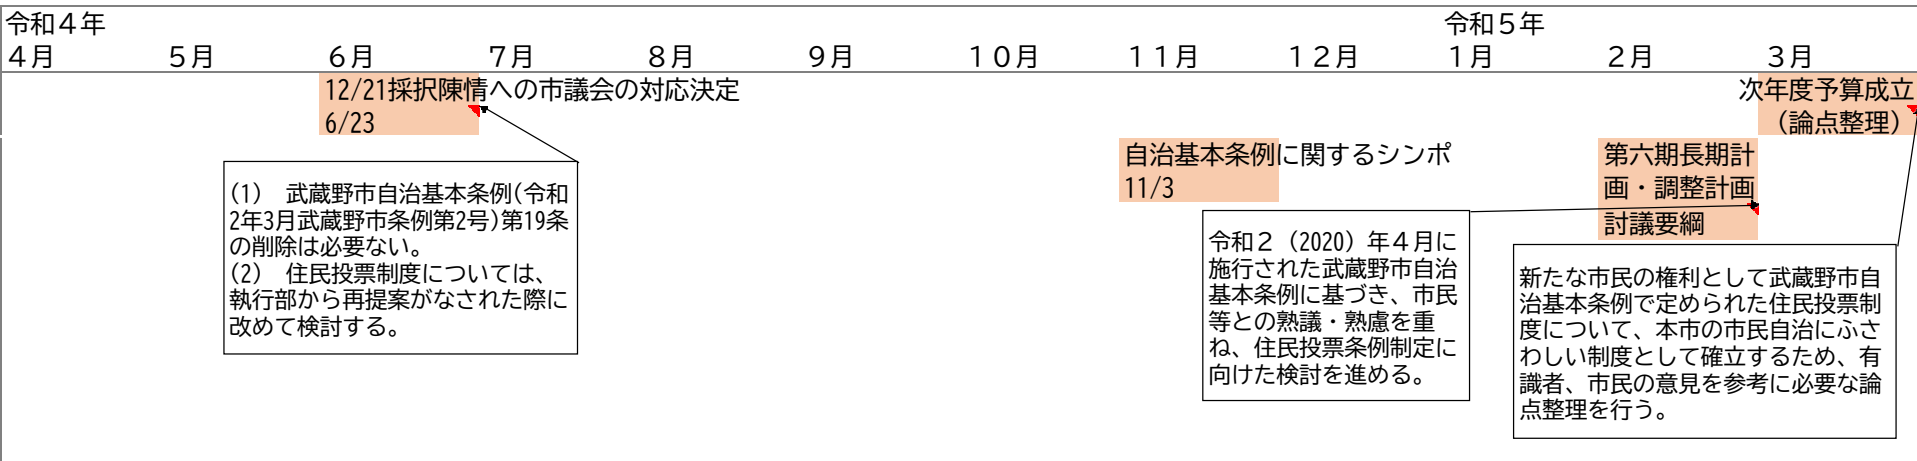 令和４年 令和５年
４月 ５月 ６月 ７月 ８月 ９月 １０月 １１月 １２月 １月 ２月 ３月
12/21採択陳情への市議会の対応決定
6/23
次年度予算成立
（論点整理）
自治基本条例に関するシンポ
11/3
第六期長期計
画・調整計画
討議要綱
(1)　武蔵野市自治基本条例(令和
2年3月武蔵野市条例第2号)第19条
の削除は必要ない。
(2)　住民投票制度については、
執行部から再提案がなされた際に
改めて検討する。
令和２（2020）年４月に
施行された武蔵野市自治
基本条例に基づき、市民
等との熟議・熟慮を重
ね、住民投票条例制定に
向けた検討を進める。
新たな市民の権利として武蔵野市自
治基本条例で定められた住民投票制
度について、本市の市民自治にふさ
わしい制度として確立するため、有
識者、市民の意見を参考に必要な論
点整理を行う。